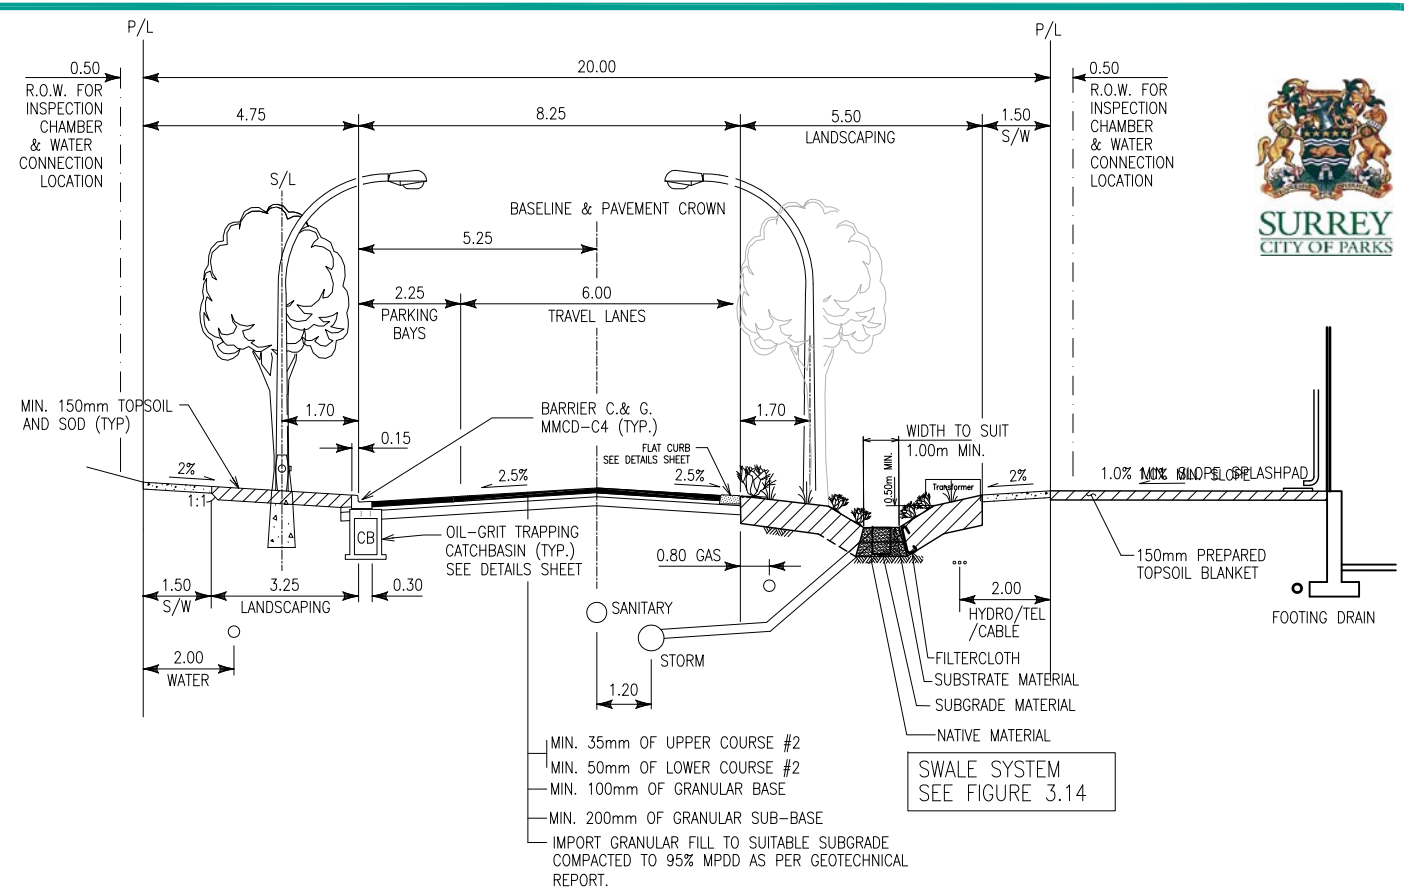 P/L
P/L
0.50
20.00
0.50
R.O.W. FOR
INSPECTION
CHAMBER
& WATER
CONNECTION
LOCATION
4.75
8.25
5.50
LANDSCAPING
1.50
S/W
R.O.W. FOR
INSPECTION
CHAMBER
& WATER
CONNECTION
LOCATION
SURREY
CITY OF PARKS
S/L
BASELINE & PAVEMENT CROWN
5.25
2.25
PARKING
BAYS
6.00
TRAVEL LANES
MIN. 150mm TOPSOIL
AND SOD (TYP)
1.70
0.15
BARRIER C.& G.
MMCD-C4 (TYP.)
FLAT CURB
SEE DETAILS SHEET
1.70
WIDTH TO SUIT
1.00m MIN.
0.50m MIN.
2%
1:1
2.5%
2.5%
Transformer
2%
1.0% MIN. SLOPE SPLASHPAD
CB
OIL-GRIT TRAPPING
CATCHBASIN (TYP.)
SEE DETAILS SHEET
0.80 GAS
150mm PREPARED
TOPSOIL BLANKET
1.50
S/W
3.25
LANDSCAPING
0.30
SANITARY
STORM
2.00
HYDRO/TEL
/CABLE
FOOTING DRAIN
2.00
WATER
1.20
FILTERCLOTH
SUBSTRATE MATERIAL
SUBGRADE MATERIAL
NATIVE MATERIAL
MIN. 35mm OF UPPER COURSE #2
MIN. 50mm OF LOWER COURSE #2
MIN. 100mm OF GRANULAR BASE
MIN. 200mm OF GRANULAR SUB-BASE
IMPORT GRANULAR FILL TO SUITABLE SUBGRADE
COMPACTED TO 95% MPDD AS PER GEOTECHNICAL
REPORT.
SWALE SYSTEM
SEE FIGURE 3.14